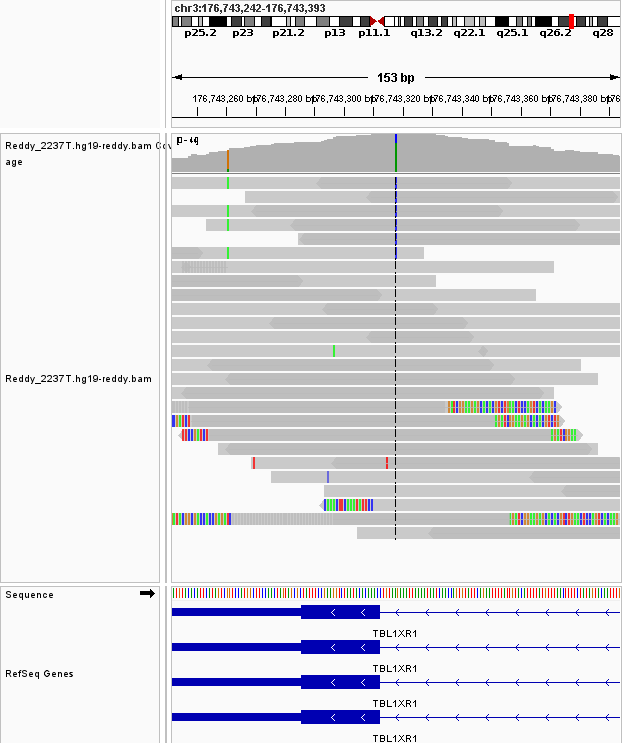 chr3:176,743,242-176,743,393
p25.2 p23 p21.2 p13 p11.1 q13.2 q22.1 q25.1 q26.2 q28
153 bp
176,743,260 bp 176,743,280 bp 176,743,300 bp 176,743,320 bp 176,743,340 bp 176,743,360 bp 176,743,380 bp 176
Reddy_2237T.hg19-reddy.bam Cov
age
Reddy_2237T.hg19-reddy.bam
Sequence
TBL1XR1
TBL1XR1
RefSeq Genes
TBL1XR1
TBL1XR1